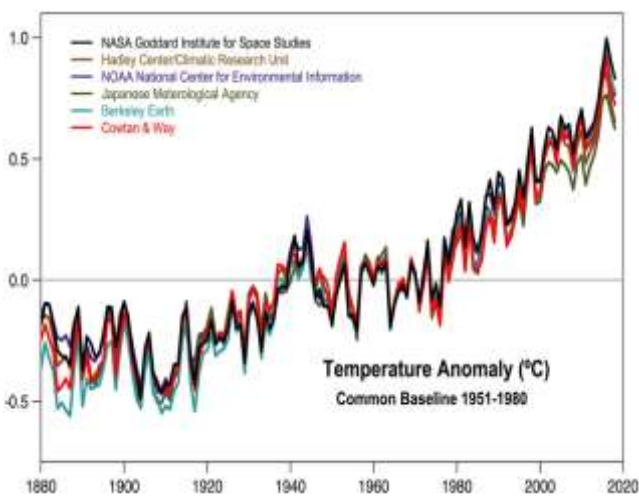 1.0
NASA Goddard Institute for Space Studies
Hadley Center/Climatic Research Unit
NOAA National Center for Environmental Information
Japanese Meterological Agency
Berkeley Earth
Cowtan & Way
0.5
0.0
Temperature Anomaly (ºC)
Common Baseline 1951-1980
-0.5
1880 1900 1920 1940 1960 1980 2000 2020